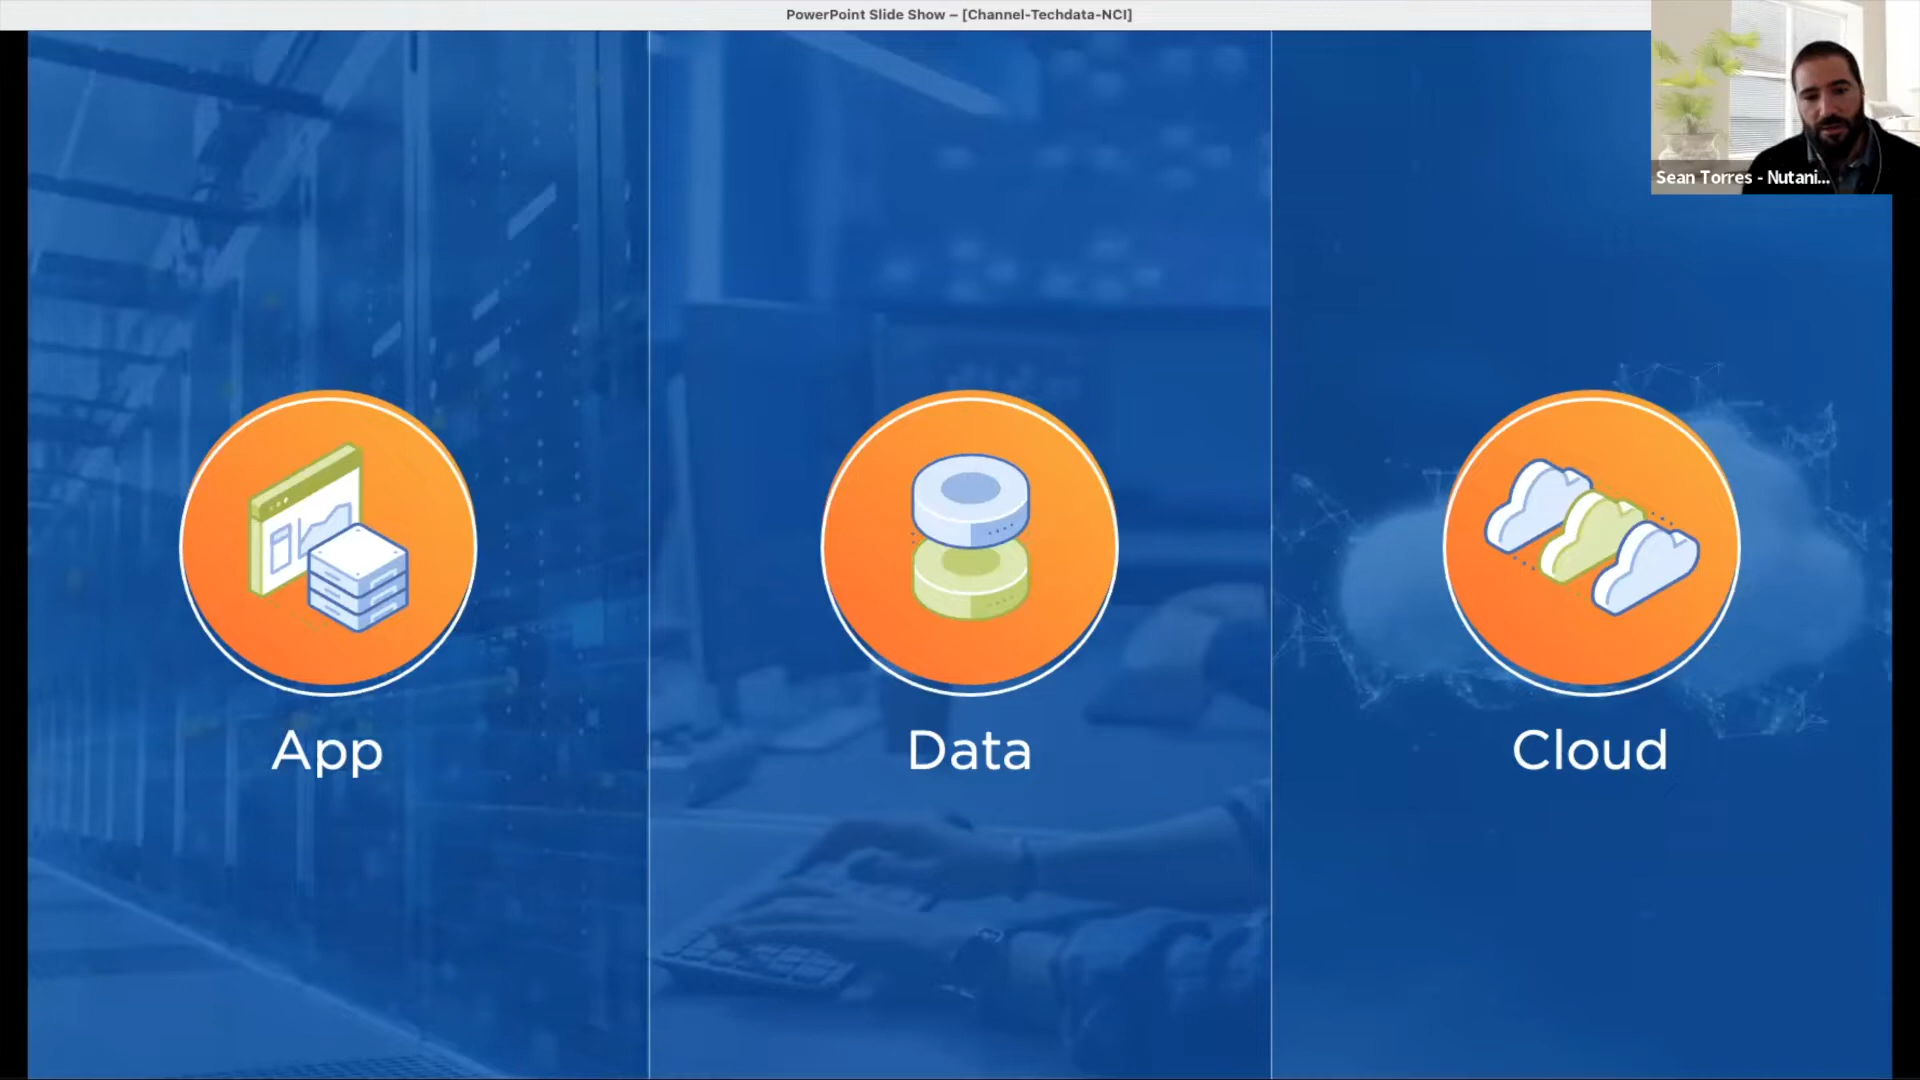 PowerPoint Slide Show – [Channel-Techdata-NCI]
Sean Torres - Nutani...
App
Data
Cloud